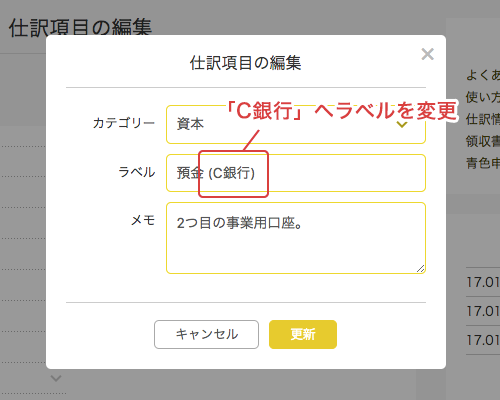 仕訳項目の編集
仕訳項目の編集
×
「C銀行」へラベルを変更
カテゴリー
資本
ラベル
預金 (C銀行)
メモ
2つ目の事業用口座。
キャンセル
更新
よくあ
使い方
仕訳情
領収書
青色申
17.01
17.01
17.01